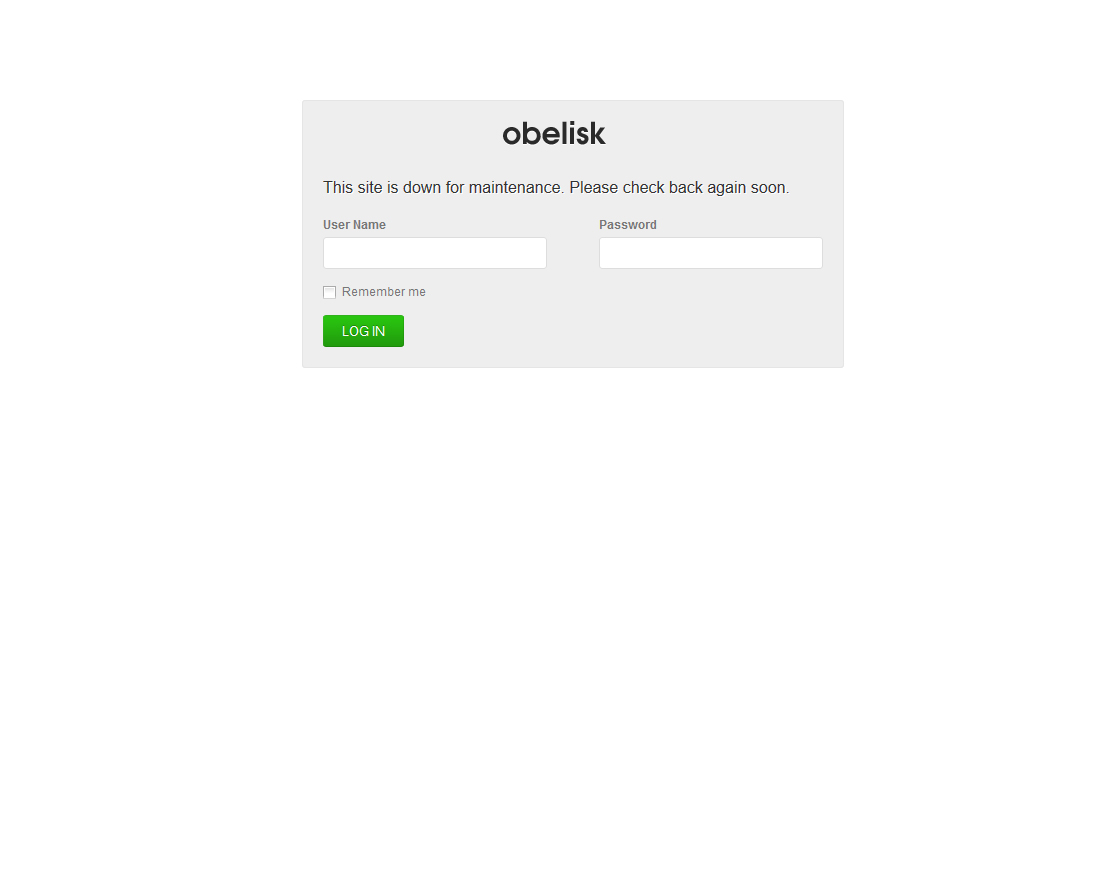 obelisk
This site is down for maintenance. Please check back again soon.
User Name
Password
Remember me
LOG IN